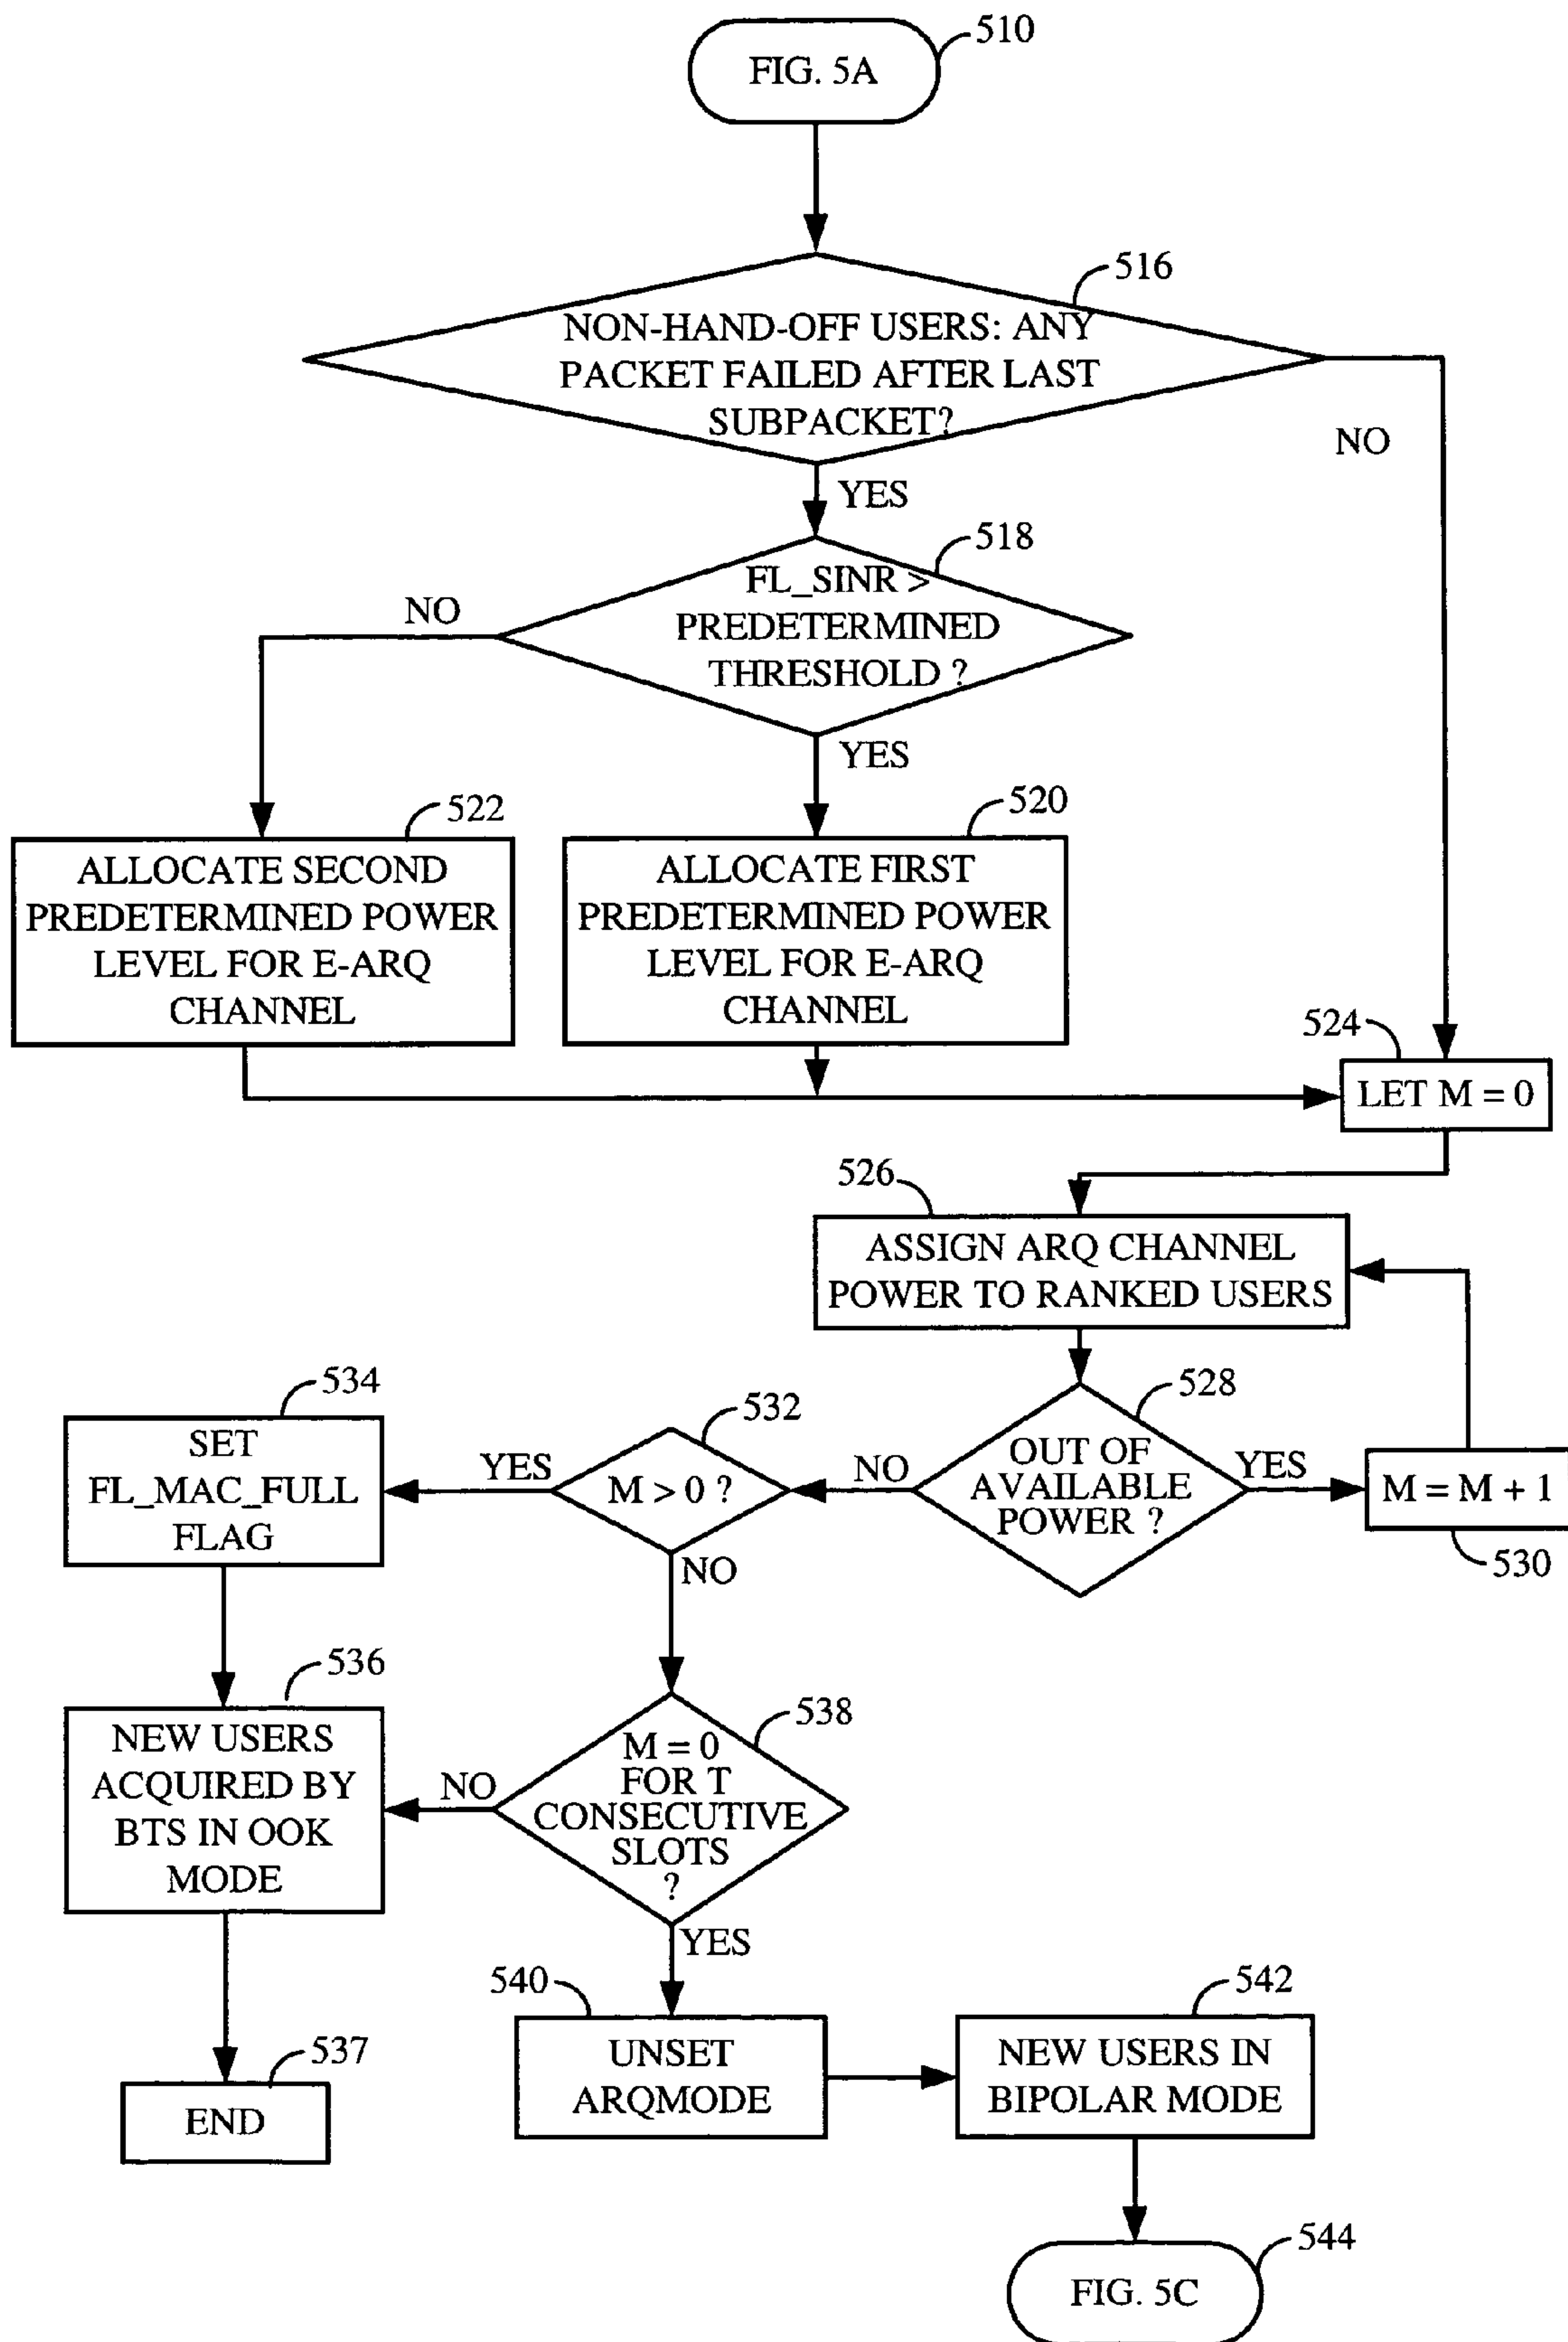 FIG. 5A
510
516
NON-HAND-OFF USERS: ANY
PACKET FAILED AFTER LAST
SUBPACKET?
NO
YES
518
FL_SINR >
PREDETERMINED
THRESHOLD ?
NO
YES
522
ALLOCATE SECOND
PREDETERMINED POWER
LEVEL FOR E-ARQ
CHANNEL
520
ALLOCATE FIRST
PREDETERMINED POWER
LEVEL FOR E-ARQ
CHANNEL
524
LET M = 0
526
ASSIGN ARQ CHANNEL
POWER TO RANKED USERS
528
OUT OF
AVAILABLE
POWER ?
NO
YES
M = M + 1
530
532
M > 0 ?
YES
NO
534
SET
FL_MAC_FULL
FLAG
536
NEW USERS
ACQUIRED BY
BTS IN OOK
MODE
538
M = 0
FOR T
CONSECUTIVE
SLOTS
?
NO
YES
537
END
540
UNSET
ARQMODE
542
NEW USERS IN
BIPOLAR MODE
544
FIG. 5C